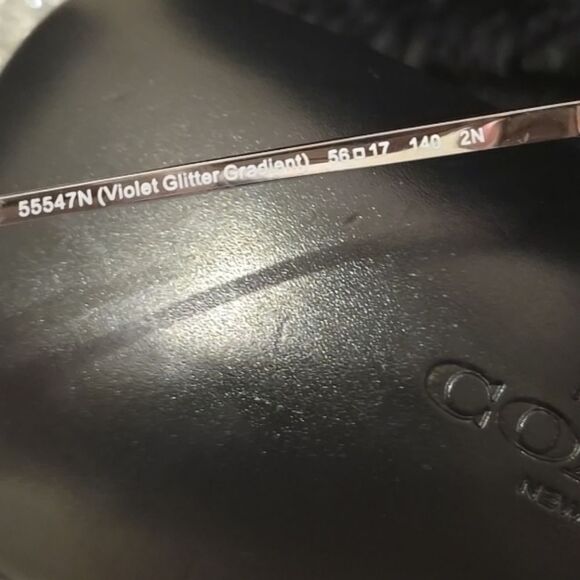 55547N (Violet Glitter Gradient) 56□17 140 2N